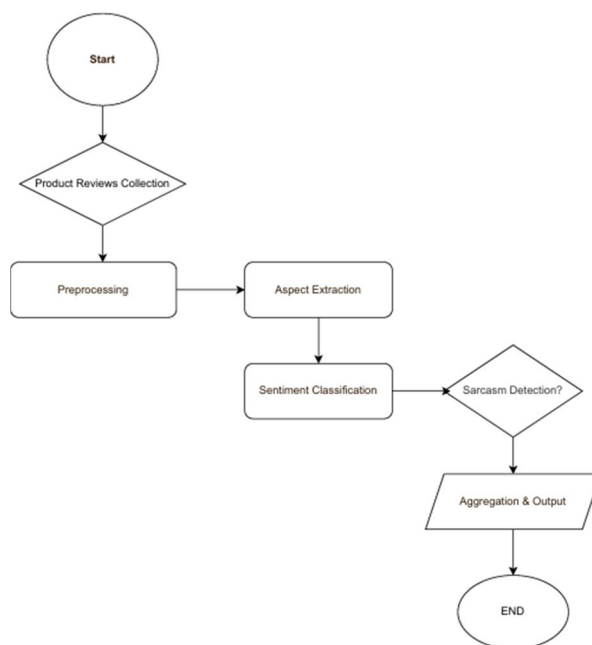 Start
Product Reviews Collection
Preprocessing
Aspect Extraction
Sentiment Classification
Sarcasm Detection?
Aggregation & Output
END